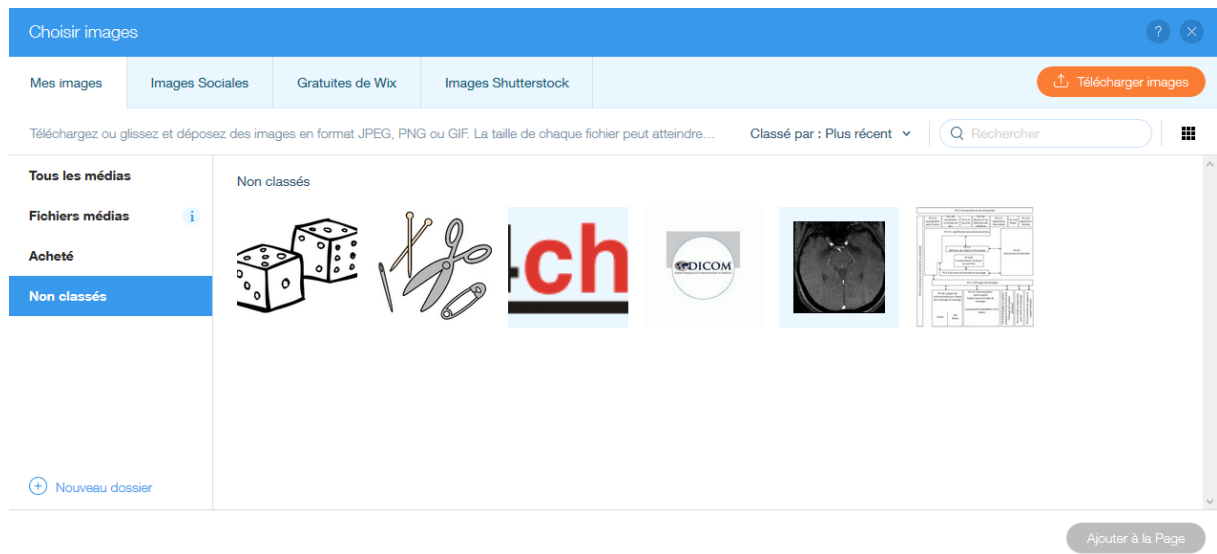 Choisir images
?
Mes images
Images Sociales
Gratuites de Wix
Images Shutterstock
Télécharger images
Téléchargez ou glissez et déposez des images en format JPEG, PNG ou GIF. La taille de chaque fichier peut atteindre…
Classé par : Plus récent
Rechercher
Tous les médias
Fichiers médias
i
Acheté
Non classés
Nouveau dossier
Non classés
ch
DICOM
Ajouter à la Page